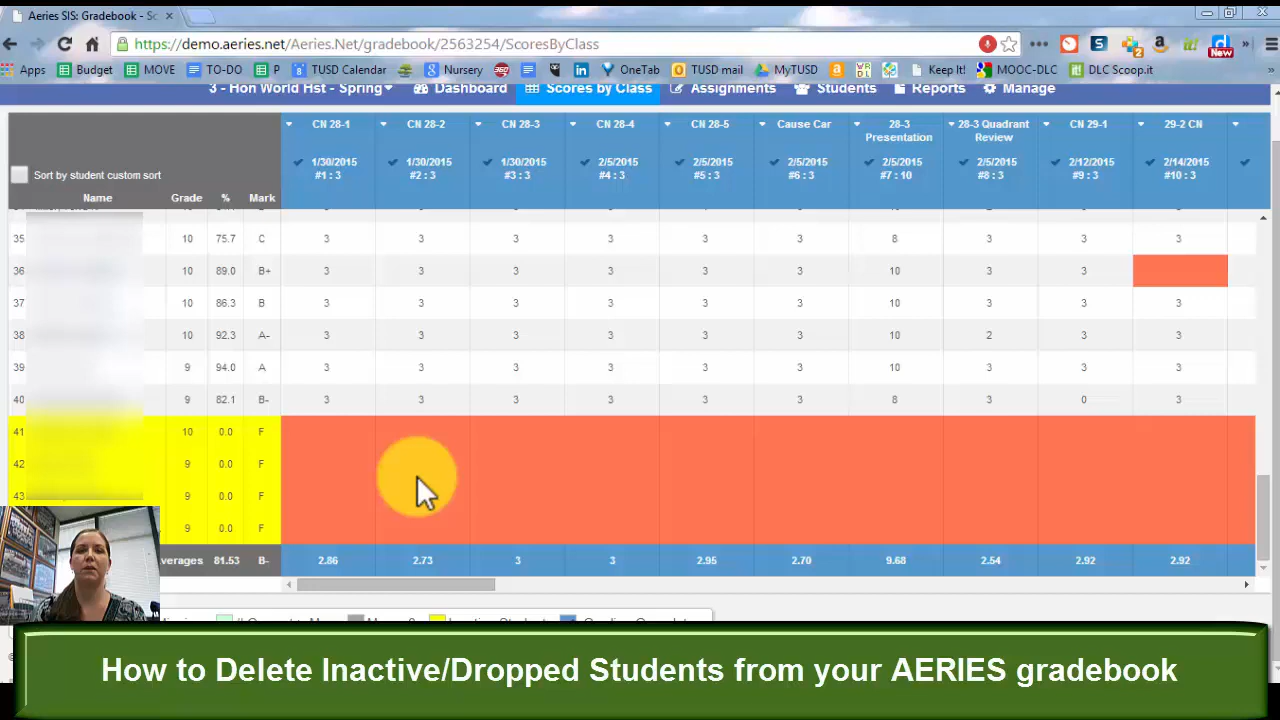 Aeries SIS: Gradebook - Sc
https://demo.aeries.net/Aeries.Net/gradebook/2563254/ScoresByClass
New
Apps Budget MOVE TO-DO P TUSD Calendar Nursery OneTab TUSD mail MyTUSD Keep It! MOOC-DLC DLC Scoop.it
3 - Hon World Hst - Spring Dashboard Scores by Class Assignments Students Reports Manage
CN 28-1 CN 28-2 CN 28-3 CN 28-4 CN 28-5 Cause Car 28-3 Presentation 28-3 Quadrant Review CN 29-1 29-2 CN
1/30/2015 1/30/2015 1/30/2015 2/5/2015 2/5/2015 2/5/2015 2/5/2015 2/5/2015 2/12/2015 2/14/2015
Sort by student custom sort #1 : 3 #2 : 3 #3 : 3 #4 : 3 #5 : 3 #6 : 3 #7 : 10 #8 : 3 #9 : 3 #10 : 3
Name Grade % Mark
35 10 75.7 C 3 3 3 3 3 3 8 3 3 3
36 10 89.0 B+ 3 3 3 3 3 3 10 3 3
37 10 86.3 B 3 3 3 3 3 3 10 3 3 3
38 10 92.3 A- 3 3 3 3 3 3 10 2 3 3
39 9 94.0 A 3 3 3 3 3 3 10 3 3 3
40 9 82.1 B- 3 3 3 3 3 3 8 3 0 3
41 10 0.0 F
42 9 0.0 F
43 9 0.0 F
9 0.0 F
verages 81.53 B- 2.86 2.73 3 3 2.95 2.70 9.68 2.54 2.92 2.92
How to Delete Inactive/Dropped Students from your AERIES gradebook